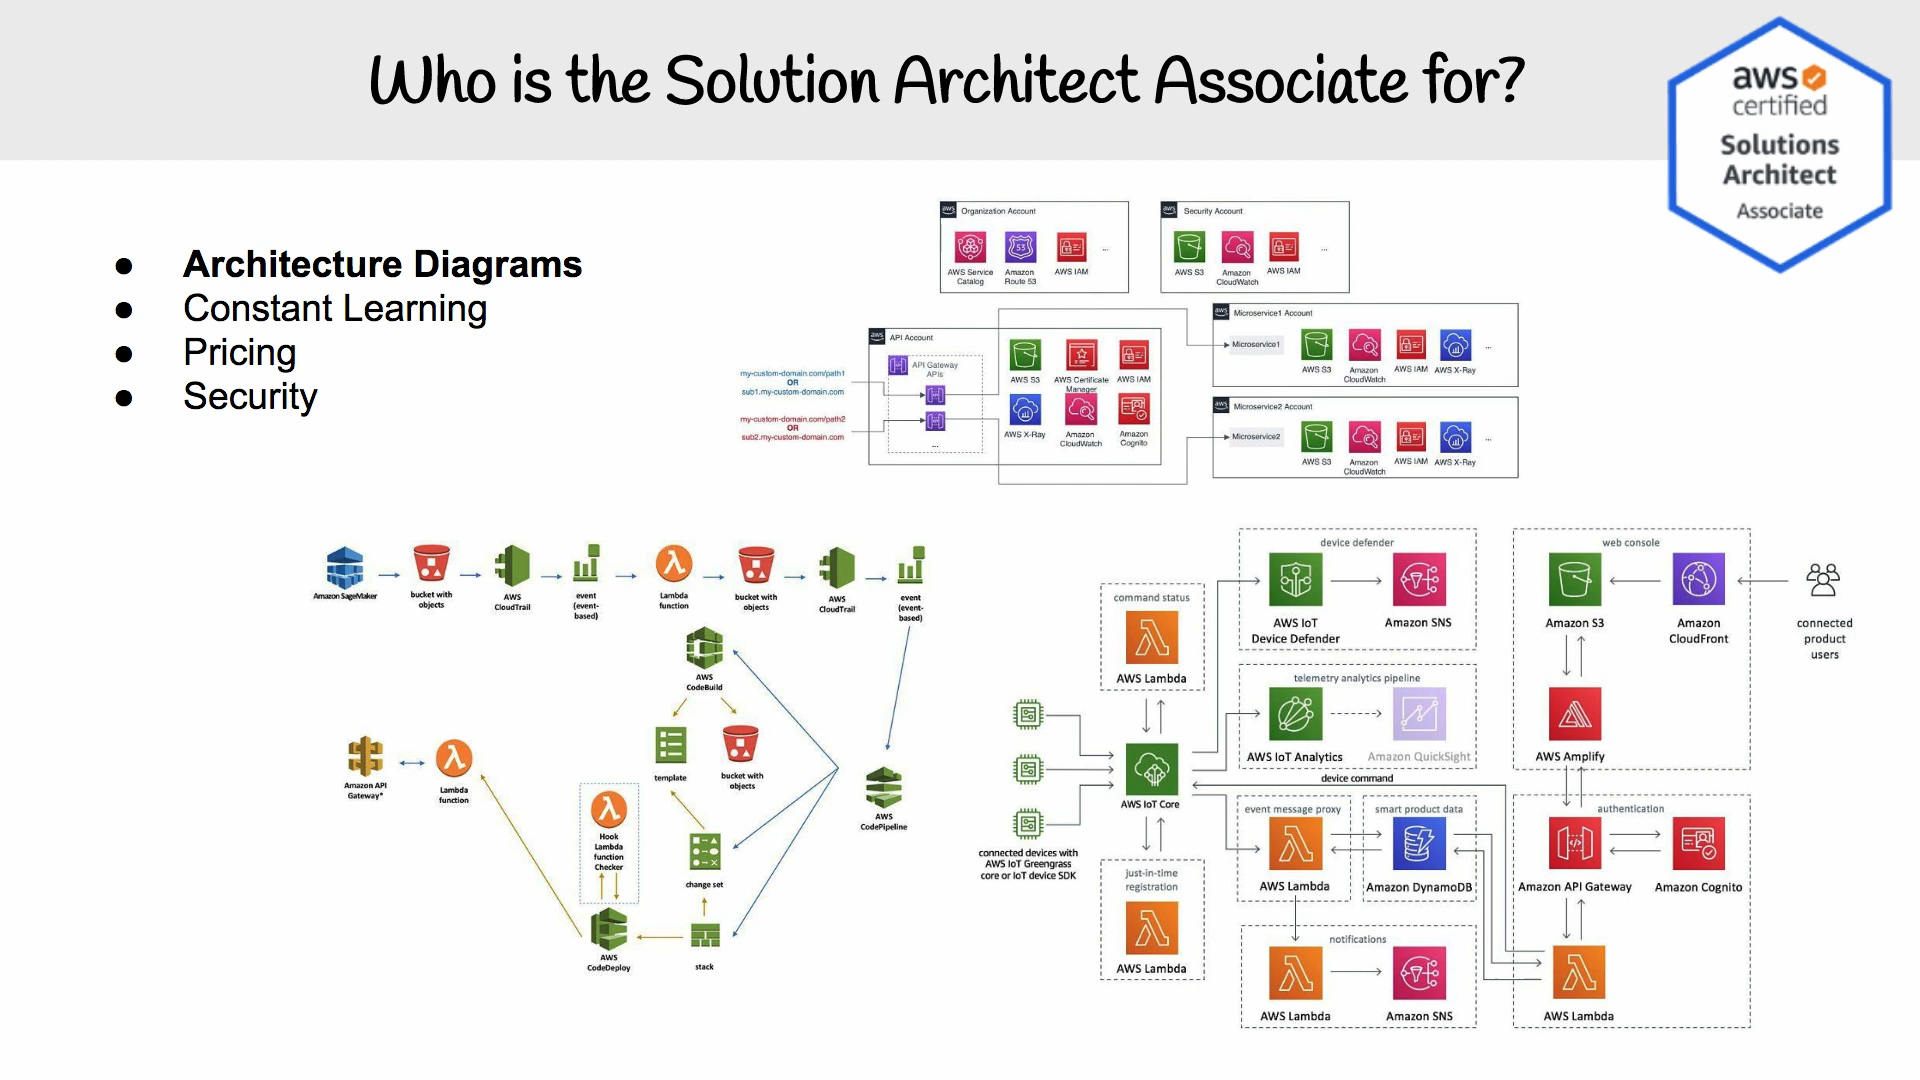 Who is the Solution Architect Associate for?
aws
certified
Solutions
Architect
Associate
● Architecture Diagrams
● Constant Learning
● Pricing
● Security
aws Organization Account
AWS Service
Catalog
Amazon
Route 53
AWS IAM
...
aws Security Account
AWS S3
Amazon
CloudWatch
AWS IAM
...
aws API Account
API Gateway
APIs
...
my-custom-domain.com/path1
OR
sub1.my-custom-domain.com
my-custom-domain.com/path2
OR
sub2.my-custom-domain.com
AWS S3
AWS Certificate
Manager
AWS IAM
AWS X-Ray
Amazon
CloudWatch
Amazon
Cognito
aws Microservice1 Account
Microservice1
AWS S3
Amazon
CloudWatch
AWS IAM
AWS X-Ray
...
aws Microservice2 Account
Microservice2
AWS S3
Amazon
CloudWatch
AWS IAM
AWS X-Ray
...
Amazon SageMaker
bucket with
objects
AWS
CloudTrail
event
(event-
based)
Lambda
function
bucket with
objects
AWS
CloudTrail
event
(event-
based)
AWS
CodeBuild
template
bucket with
objects
Amazon API
Gateway*
Lambda
function
Hook
Lambda
function
Checker
change set
AWS
CodePipeline
AWS
CodeDeploy
stack
connected devices with
AWS IoT Greengrass
core or IoT device SDK
command status
AWS Lambda
AWS IoT Core
just-in-time
registration
AWS Lambda
device defender
AWS IoT
Device Defender
Amazon SNS
telemetry analytics pipeline
AWS IoT Analytics
Amazon QuickSight
device command
event message proxy
AWS Lambda
smart product data
Amazon DynamoDB
notifications
AWS Lambda
Amazon SNS
web console
Amazon S3
Amazon
CloudFront
connected
product
users
AWS Amplify
authentication
Amazon API Gateway
Amazon Cognito
AWS Lambda